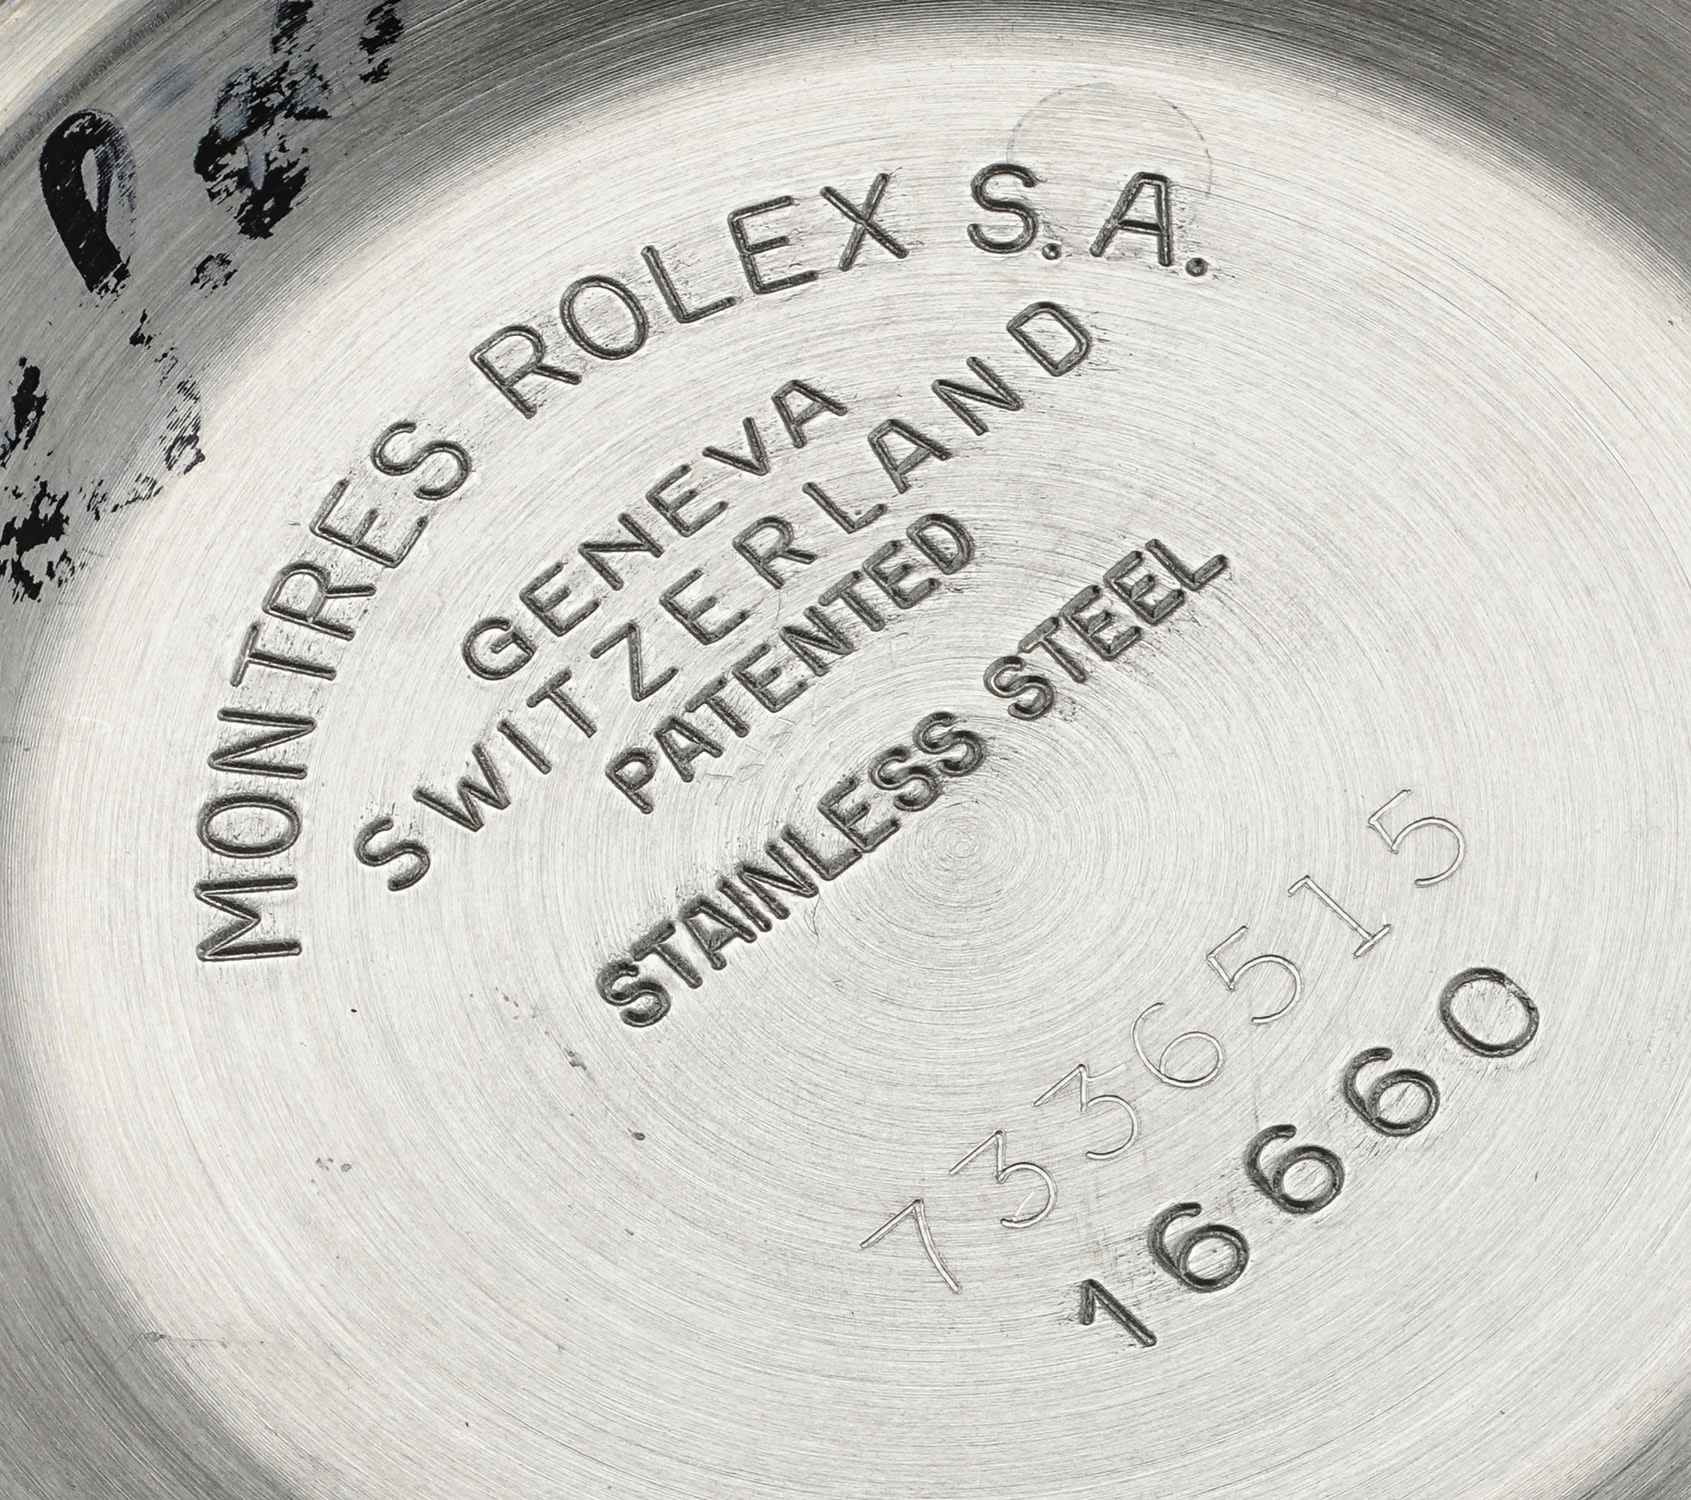 MONTRES ROLEX S.A.
GENEVA
SWITZERLAND
PATENTED
STAINLESS STEEL
7336515
16660